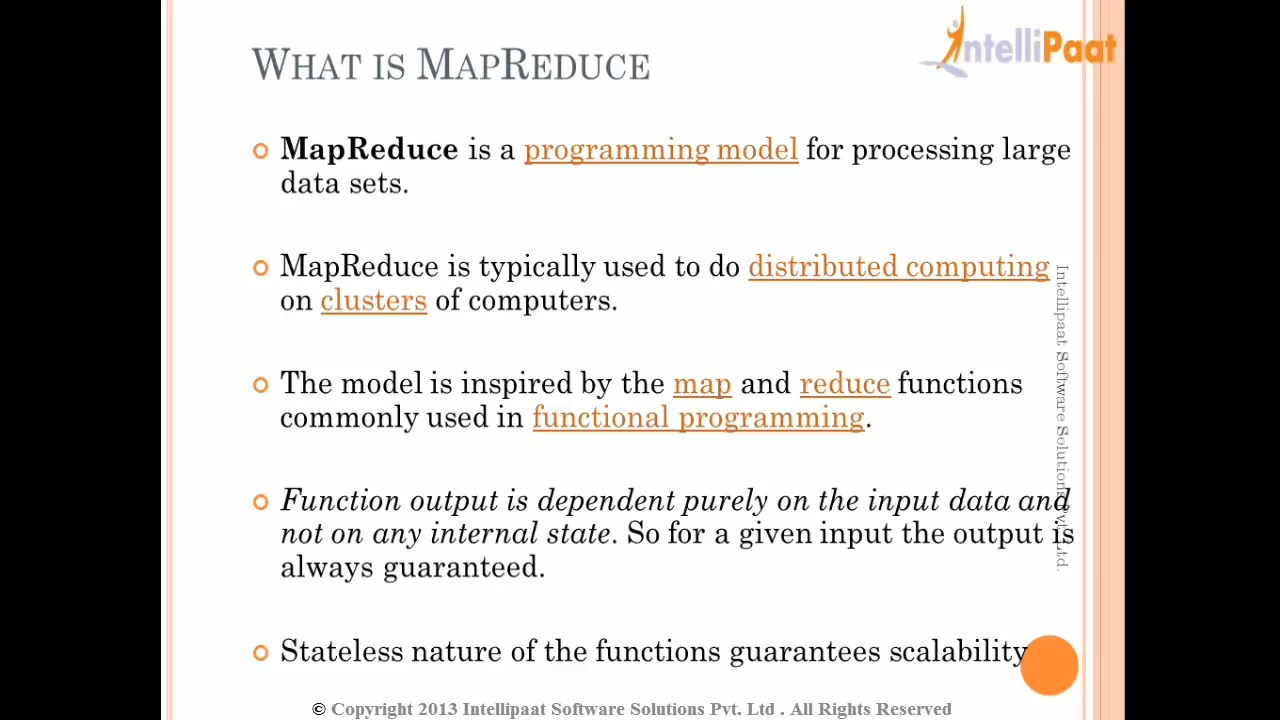 WHAT IS MAPREDUCE
IntelliPaat
MapReduce is a programming model for processing large
data sets.
MapReduce is typically used to do distributed computing
on clusters of computers.
The model is inspired by the map and reduce functions
commonly used in functional programming.
Function output is dependent purely on the input data and
not on any internal state. So for a given input the output is
always guaranteed.
Stateless nature of the functions guarantees scalability
Intellipaat Software Solutions Pvt. Ltd.
© Copyright 2013 Intellipaat Software Solutions Pvt. Ltd . All Rights Reserved